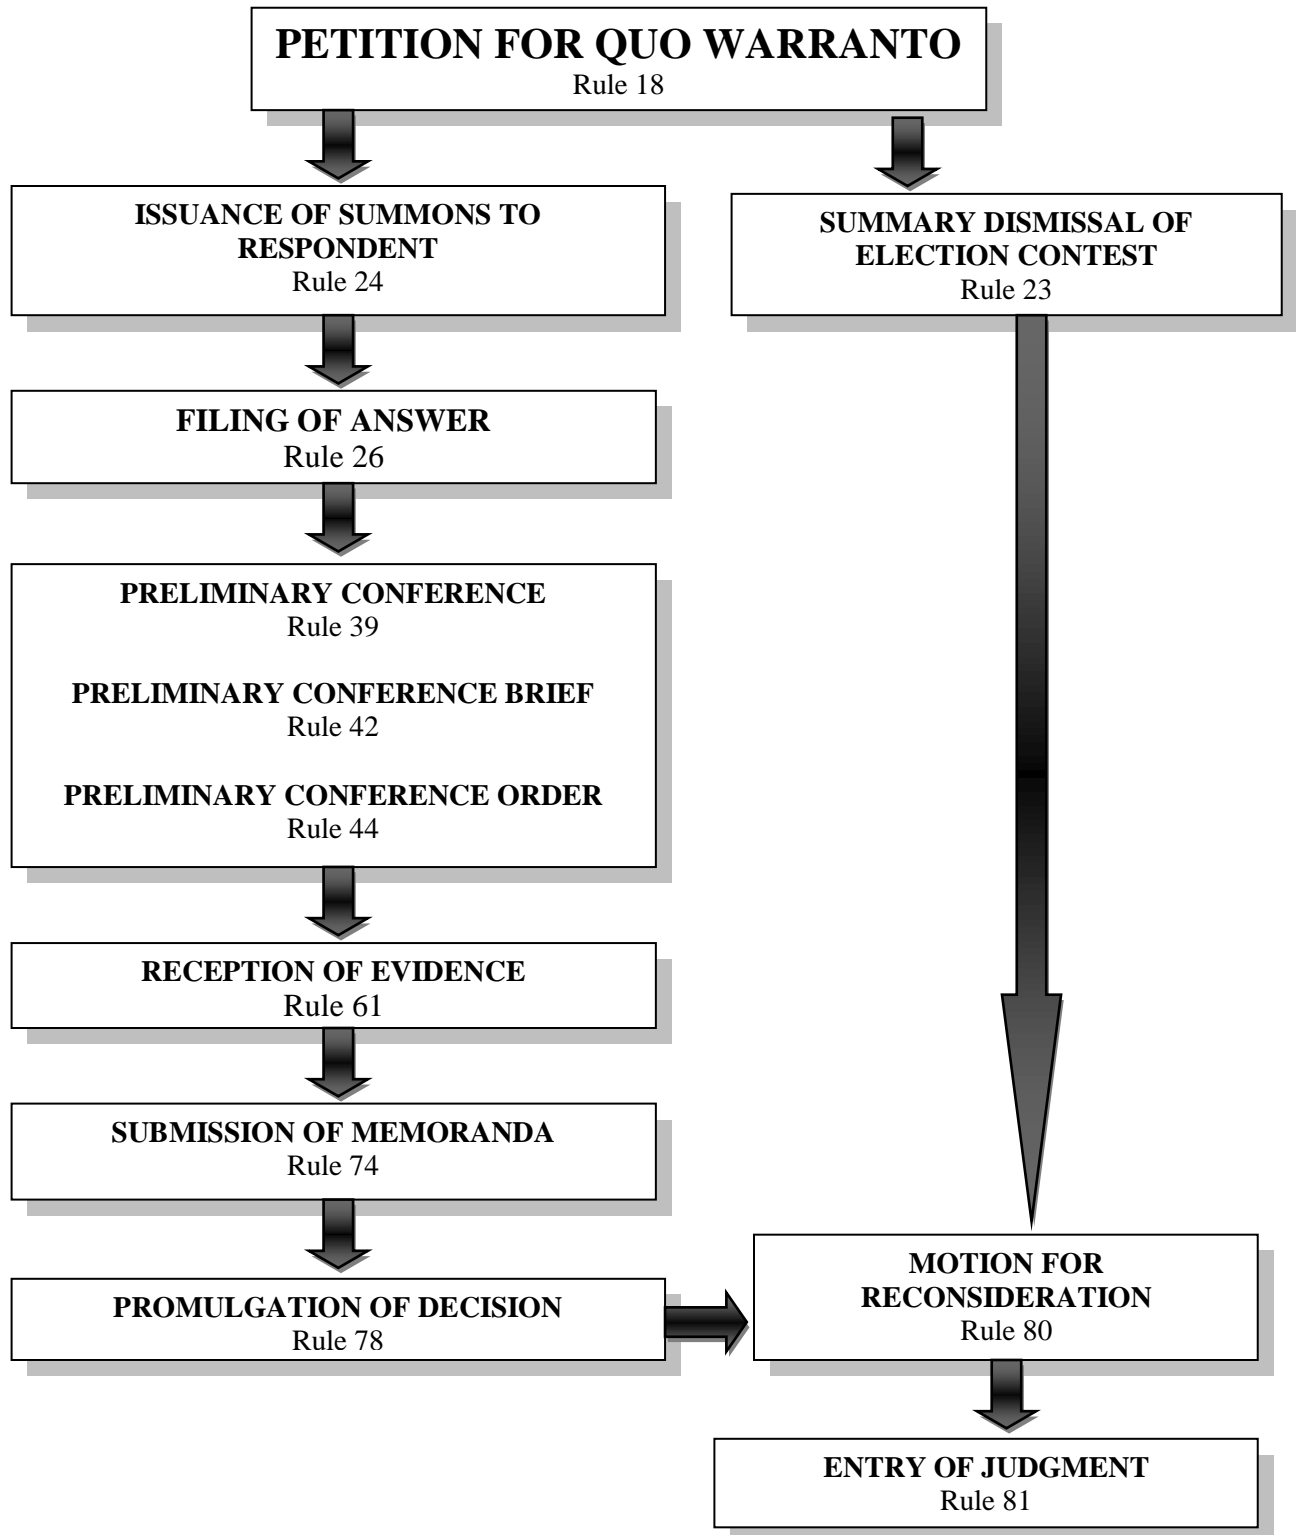 PETITION FOR QUO WARRANTO
Rule 18
ISSUANCE OF SUMMONS TO
RESPONDENT
Rule 24
SUMMARY DISMISSAL OF
ELECTION CONTEST
Rule 23
FILING OF ANSWER
Rule 26
PRELIMINARY CONFERENCE
Rule 39
PRELIMINARY CONFERENCE BRIEF
Rule 42
PRELIMINARY CONFERENCE ORDER
Rule 44
RECEPTION OF EVIDENCE
Rule 61
SUBMISSION OF MEMORANDA
Rule 74
PROMULGATION OF DECISION
Rule 78
MOTION FOR
RECONSIDERATION
Rule 80
ENTRY OF JUDGMENT
Rule 81